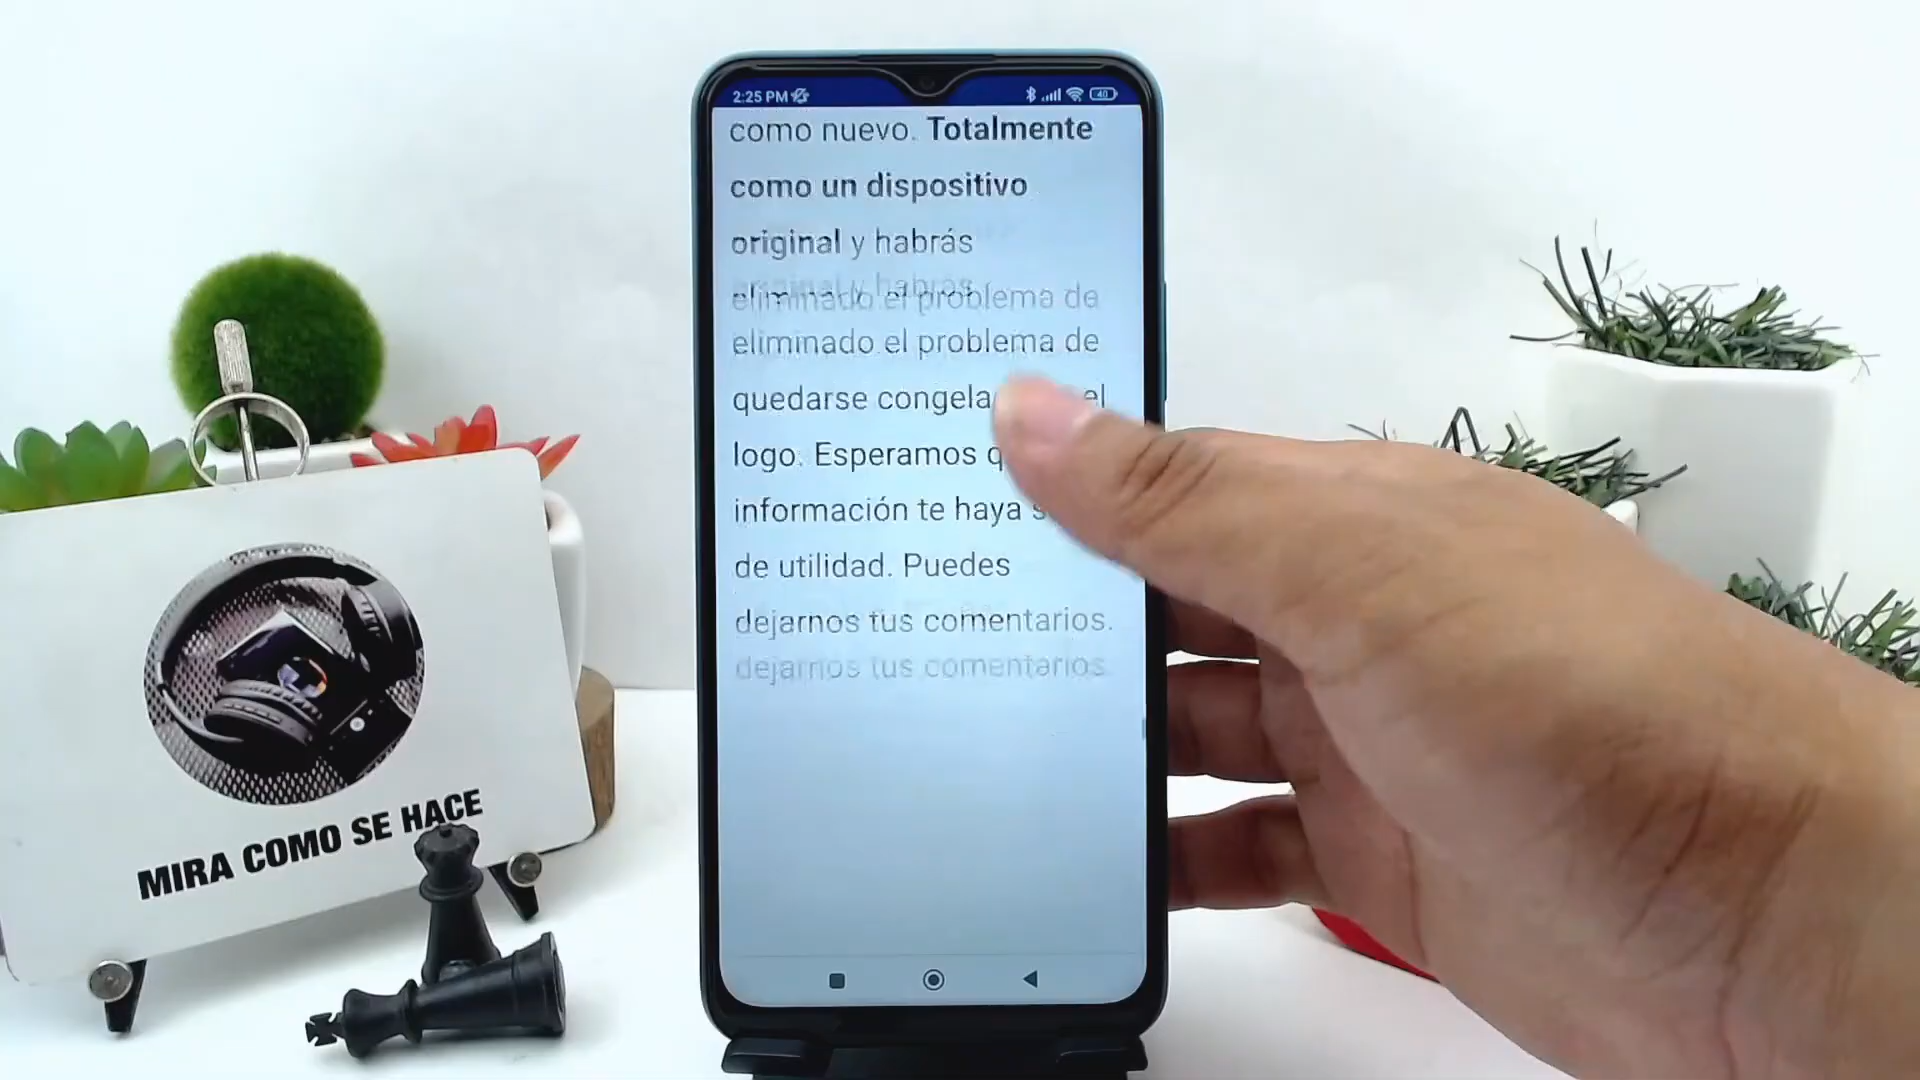 2:25 PM
40
como nuevo. Totalmente
como un dispositivo
original y habrás
eliminado el problema de
eliminado el problema de
quedarse el
logo. Esperamos
información te haya
de utilidad. Puedes
dejarnos tus comentarios.
dejarnos tus comentarios.
MIRA COMO SE HACE